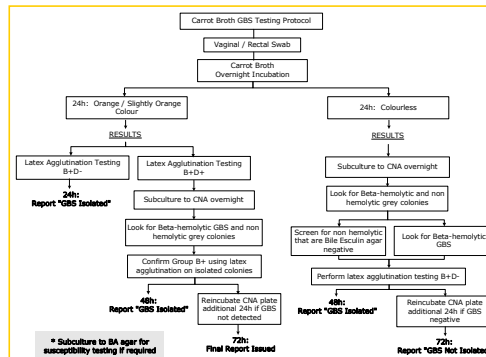 Carrot Broth GBS Testing Protocol
Vaginal / Rectal Swab
Carrot Broth
Overnight Incubation
24h: Orange / Slightly Orange
Colour
RESULTS
Latex Agglutination Testing
B+D-
24h:
Report "GBS Isolated"
Latex Agglutination Testing
B+D+
Subculture to CNA overnight
Look for Beta-hemolytic GBS and non
hemolytic grey colonies
Confirm Group B+ using latex
agglutination on isolated colonies
48h:
Report "GBS Isolated"
Reincubate CNA plate
additional 24h if GBS
not detected
72h:
Final Report Issued
24h: Colourless
RESULTS
Subculture to CNA overnight
Look for Beta-hemolytic and non
hemolytic grey colonies
Screen for non hemolytic
that are Bile Esculin agar
negative
Look for Beta-hemolytic
GBS
Perform latex agglutination testing B+D-
48h:
Report "GBS Isolated"
Reincubate CNA plate
additional 24h if GBS
negative
72h:
Report "GBS Not Isolated"
* Subculture to BA agar for
susceptibility testing if required